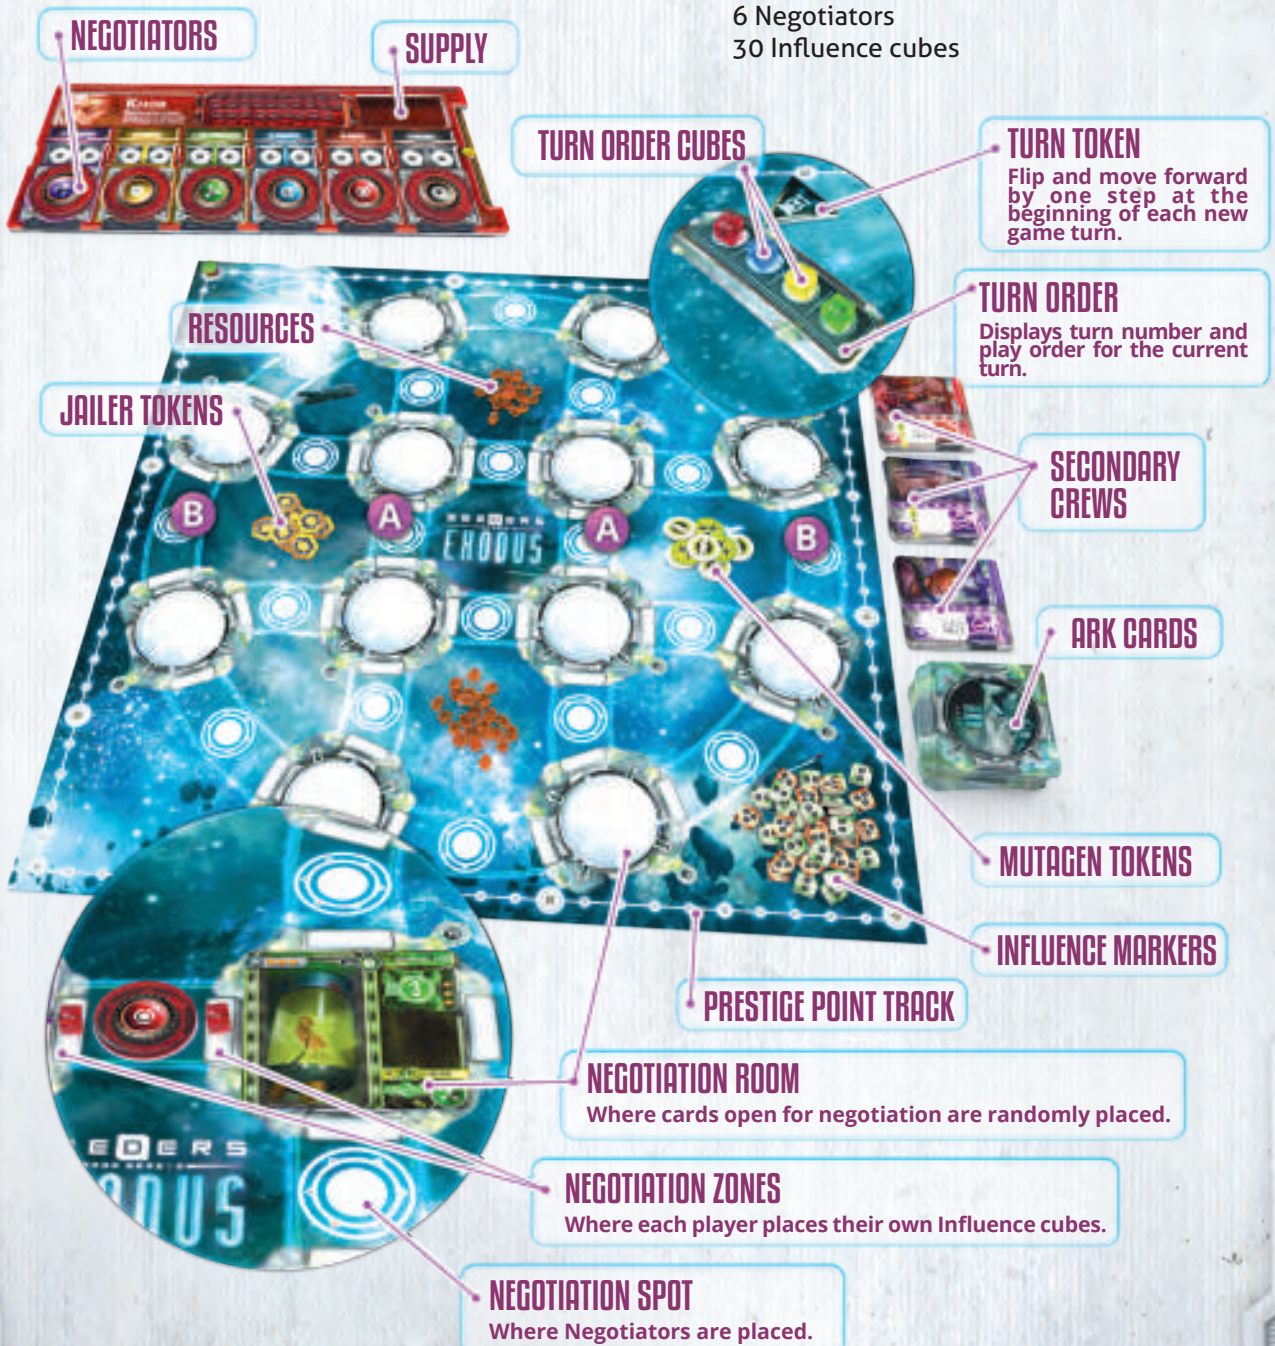 6 Negotiators
30 Influence cubes
NEGOTIATORS
SUPPLY
TURN ORDER CUBES
TURN TOKEN
Flip and move forward
by one step at the
beginning of each new
game turn.
TURN ORDER
Displays turn number and
play order for the current
turn.
RESOURCES
JAILER TOKENS
SECONDARY
CREWS
B
A
A
B
EXODUS
ARK CARDS
MUTAGEN TOKENS
INFLUENCE MARKERS
PRESTIGE POINT TRACK
3
NEGOTIATION ROOM
Where cards open for negotiation are randomly placed.
EDERS
ODUS
NEGOTIATION ZONES
Where each player places their own Influence cubes.
NEGOTIATION SPOT
Where Negotiators are placed.